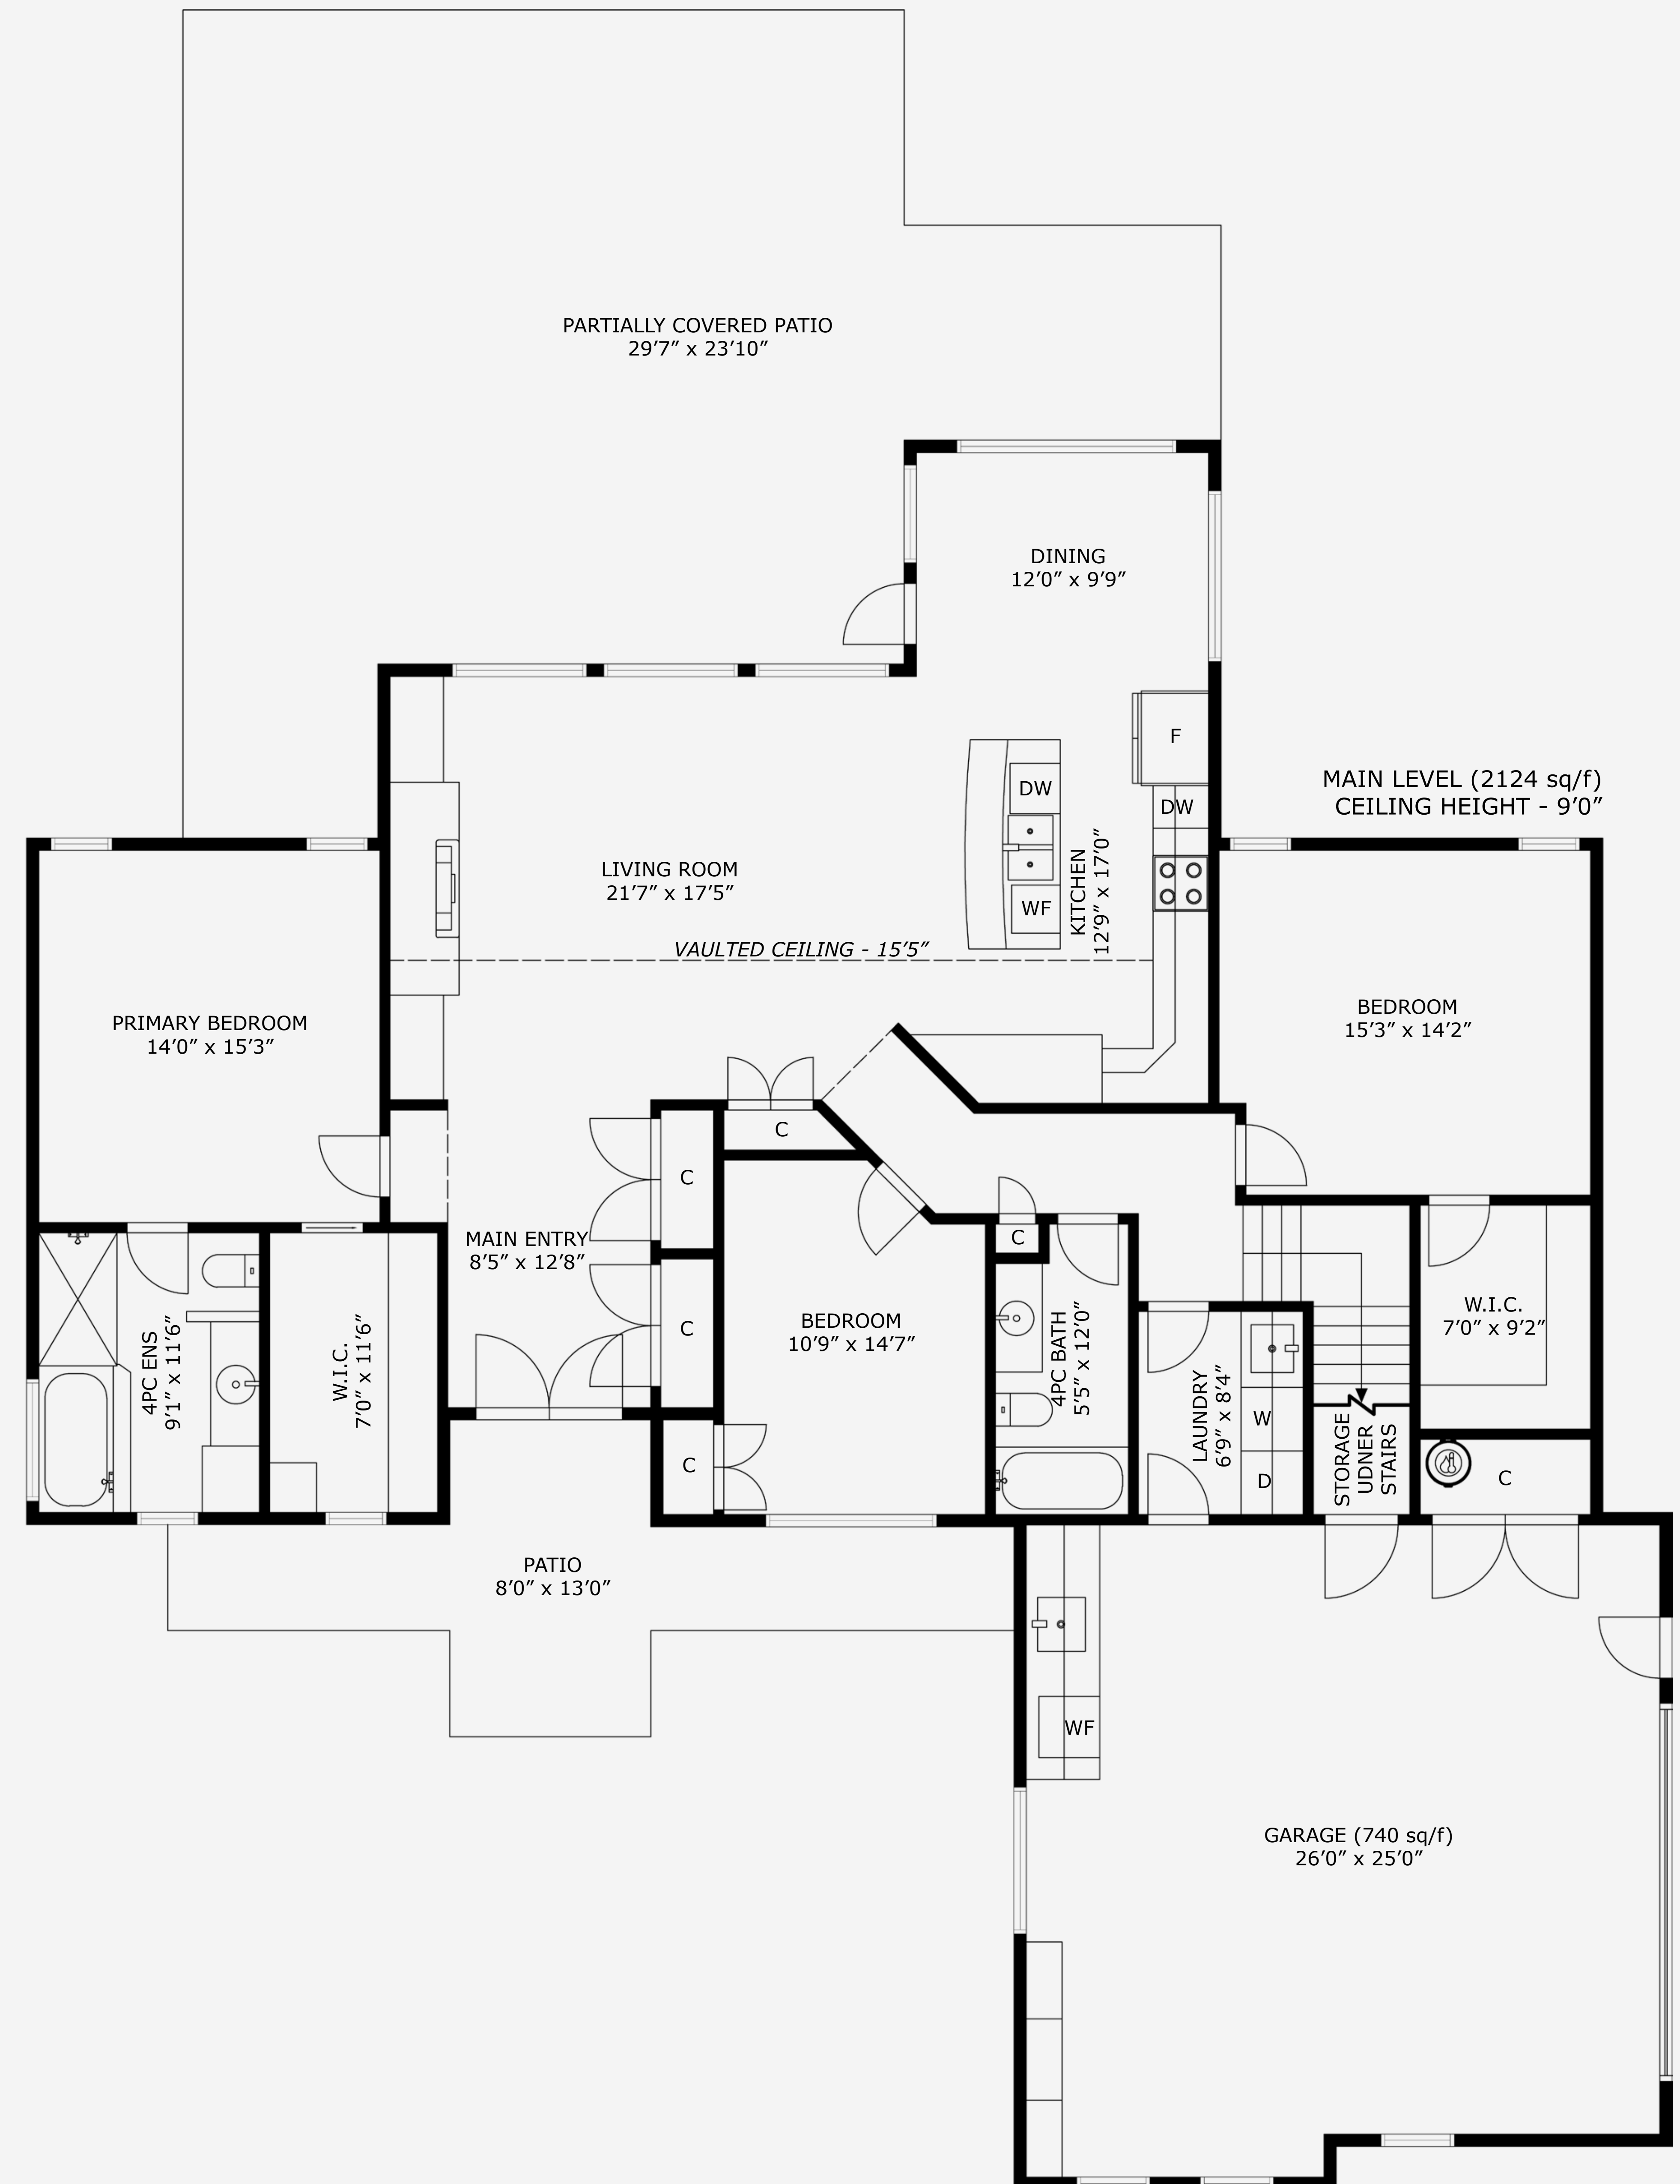 PARTIALLY COVERED PATIO
29′7″ x 23′10″
DINING
12′0″ x 9′9″
F
DW
DW
MAIN LEVEL (2124 sq/f)
CEILING HEIGHT - 9′0″
LIVING ROOM
21′7″ x 17′5″
WF
KITCHEN
12′9″ x 17′0″
VAULTED CEILING - 15′5″
PRIMARY BEDROOM
14′0″ x 15′3″
BEDROOM
15′3″ x 14′2″
C
C
MAIN ENTRY
8′5″ x 12′8″
C
C
BEDROOM
10′9″ x 14′7″
4PC ENS
9′1″ x 11′6″
W.I.C.
7′0″ x 11′6″
4PC BATH
5′5″ x 12′0″
W.I.C.
7′0″ x 9′2″
LAUNDRY
6′9″ x 8′4″
W
D
STORAGE
UDNER
STAIRS
C
C
PATIO
8′0″ x 13′0″
WF
GARAGE (740 sq/f)
26′0″ x 25′0″